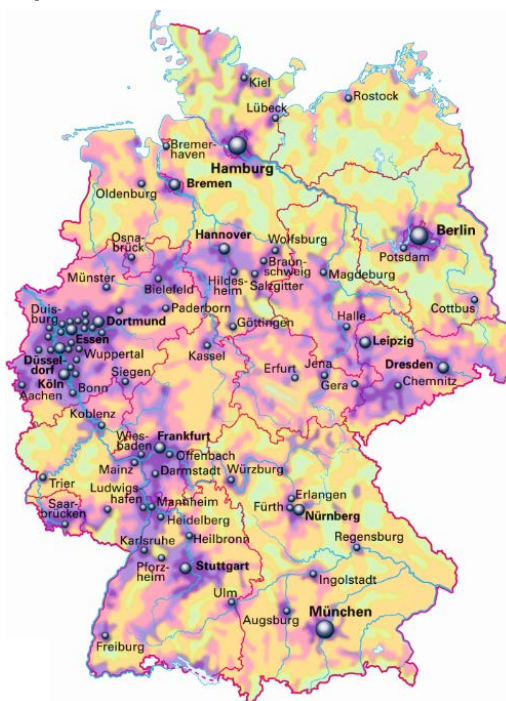 Kiel
Rostock
Lübeck
Bremer-
haven
Hamburg
Oldenburg
Bremen
Berlin
Potsdam
Hannover
Wolfsburg
Osna-
brück
Braun-
schweig
Magdeburg
Münster
Bielefeld
Hildes-
heim
Salzgitter
Cottbus
Duis-
burg
Dortmund
Paderborn
Göttingen
Halle
Leipzig
Essen
Düssel-
dorf
Wuppertal
Kassel
Dresden
Köln
Siegen
Erfurt
Jena
Gera
Chemnitz
Aachen
Bonn
Koblenz
Wies-
baden
Frankfurt
Offenbach
Mainz
Darmstadt
Würzburg
Trier
Ludwigs
hafen
Mannheim
Erlangen
Fürth
Nürnberg
Saar-
brücken
Heidelberg
Karlsruhe
Heilbronn
Regensburg
Pforz-
heim
Stuttgart
Ingolstadt
Ulm
Augsburg
München
Freiburg